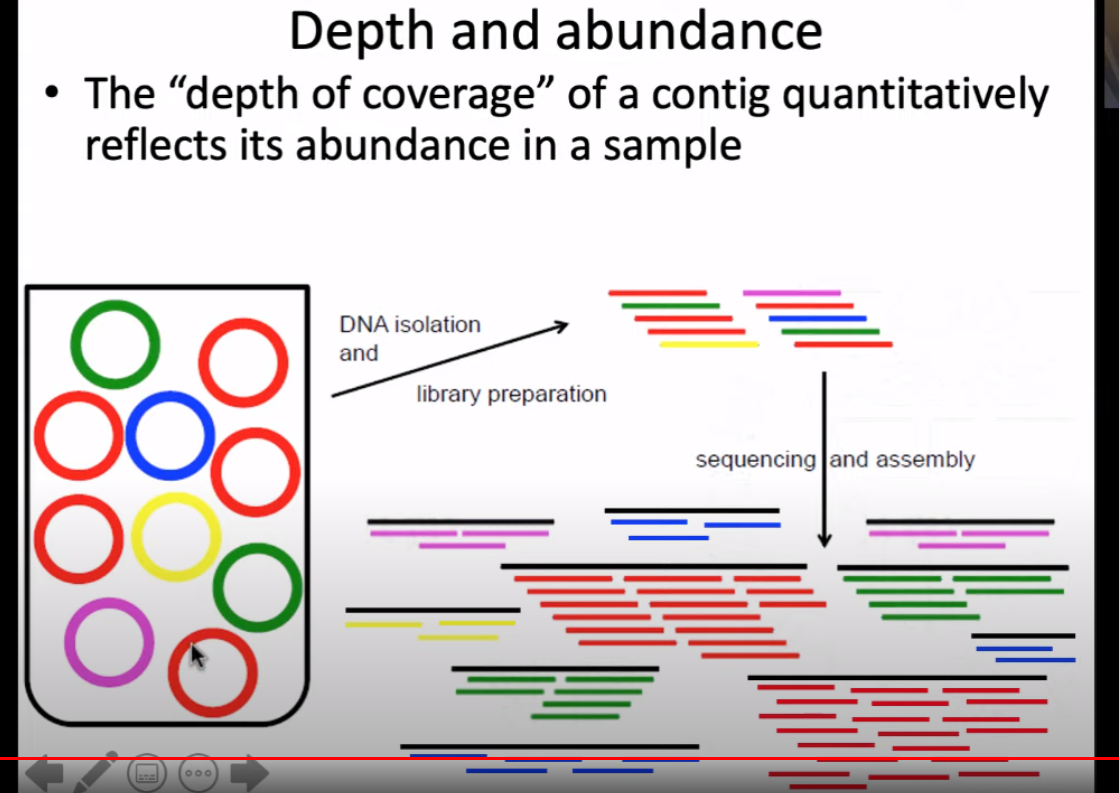 Depth and abundance
• The “depth of coverage” of a contig quantitatively
reflects its abundance in a sample
DNA isolation
and
library preparation
sequencing and assembly